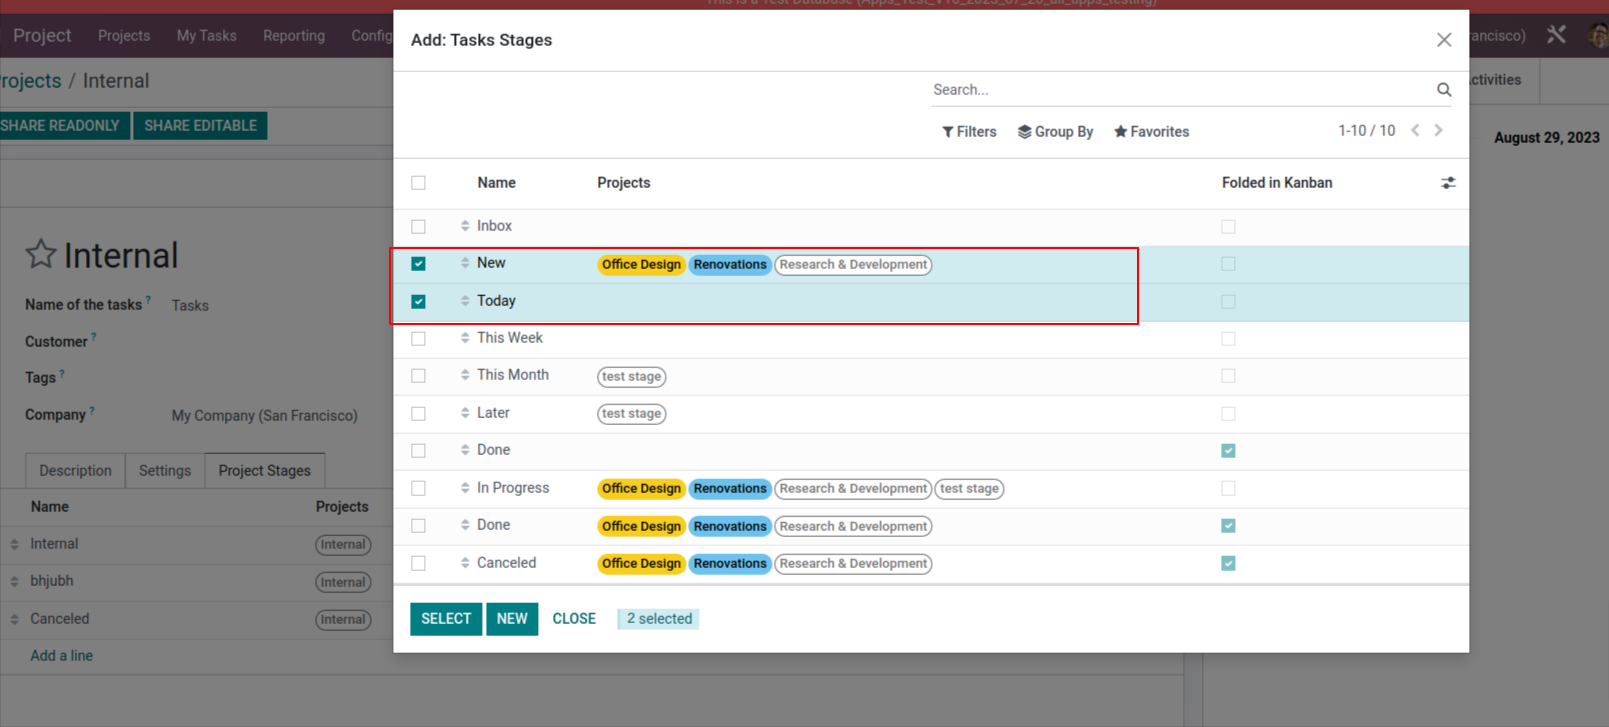 This is a Test Database (Apps_Test_V16_2023_07_26_all_apps_testing)
Project Projects My Tasks Reporting Config
rancisco)
rojects / Internal
ctivities
SHARE READONLY SHARE EDITABLE
August 29, 2023
Internal
Name of the tasks ? Tasks
Customer ?
Tags ?
Company ? My Company (San Francisco)
Description Settings Project Stages
Name Projects
Internal Internal
bhjubh Internal
Canceled Internal
Add a line
Add: Tasks Stages
Search...
Filters Group By Favorites 1-10 / 10
Name Projects Folded in Kanban
Inbox
New Office Design Renovations Research & Development
Today
This Week
This Month test stage
Later test stage
Done
In Progress Office Design Renovations Research & Development test stage
Done Office Design Renovations Research & Development
Canceled Office Design Renovations Research & Development
SELECT NEW CLOSE 2 selected